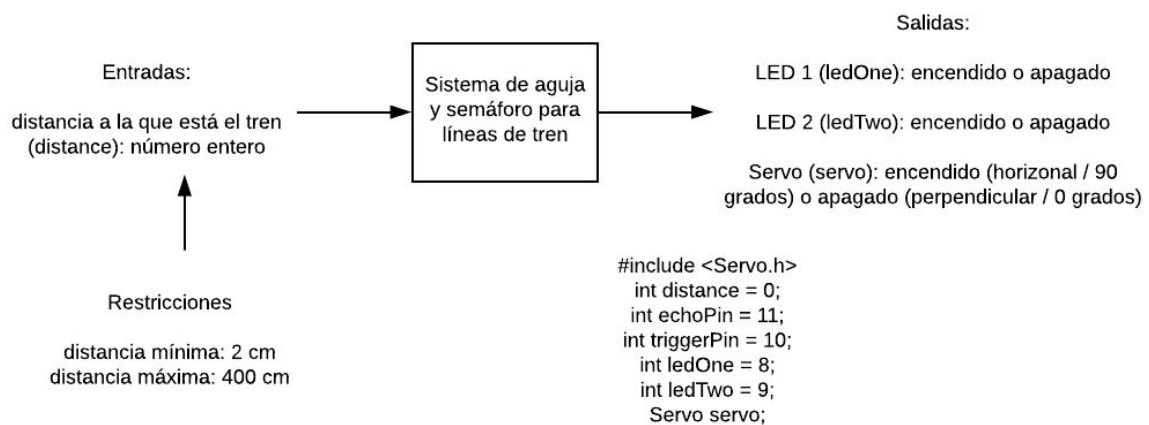 Entradas:
distancia a la que está el tren
(distance): número entero
Restricciones
distancia mínima: 2 cm
distancia máxima: 400 cm
Sistema de aguja
y semáforo para
líneas de tren
Salidas:
LED 1 (ledOne): encendido o apagado
LED 2 (ledTwo): encendido o apagado
Servo (servo): encendido (horizonal / 90
grados) o apagado (perpendicular / 0 grados)
#include <Servo.h>
int distance = 0;
int echoPin = 11;
int triggerPin = 10;
int ledOne = 8;
int ledTwo = 9;
Servo servo;